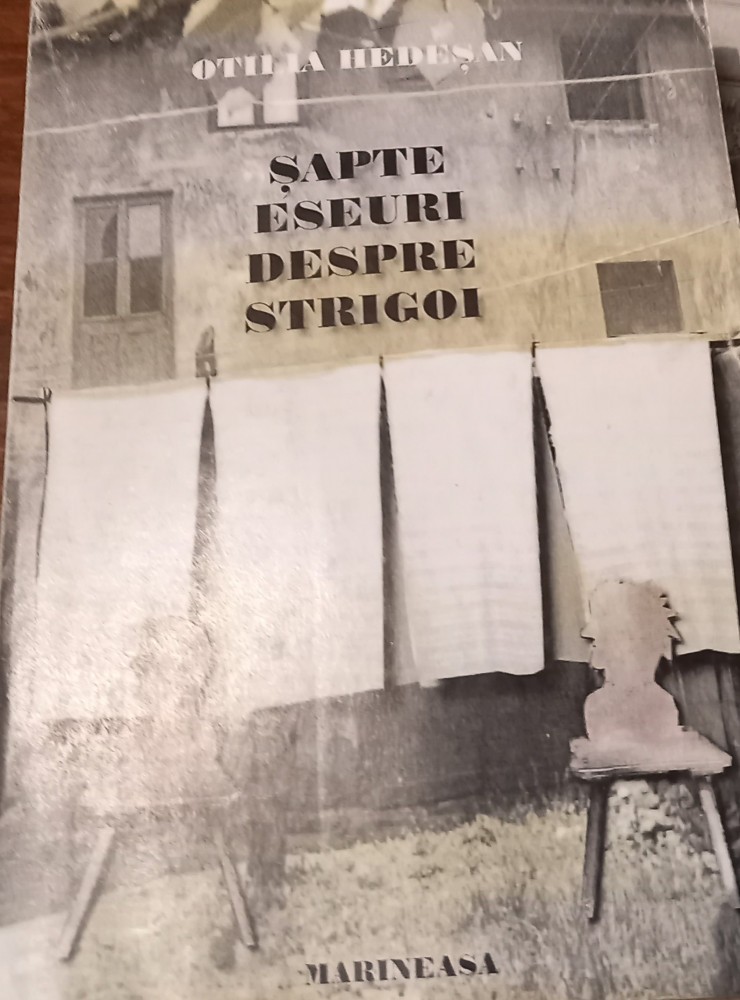 OTILIA HEDEȘAN
ȘAPTE
ESEURI
DESPRE
STRIGOI
MARINEASA